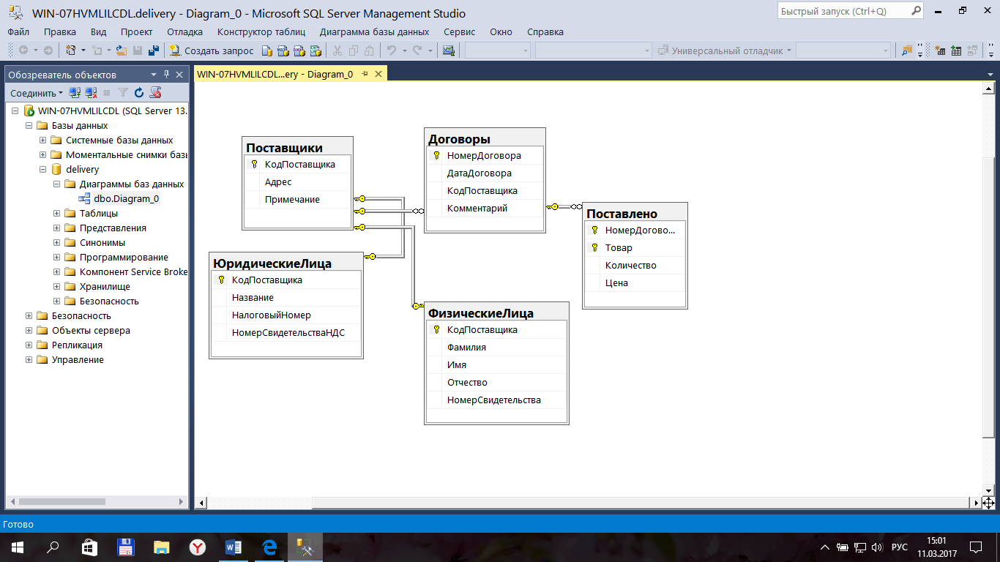 WIN-07HVMLILCDL.delivery - Diagram_0 - Microsoft SQL Server Management Studio
Быстрый запуск (Ctrl+Q)
Файл Правка Вид Проект Отладка Конструктор таблиц Диаграмма базы данных Сервис Окно Справка
Создать запрос
Универсальный отладчик
Обозреватель объектов
Соединить
WIN-07HVMLILCDL (SQL Server 13.
Базы данных
Системные базы данных
Моментальные снимки базы
delivery
Диаграммы баз данных
dbo.Diagram_0
Таблицы
Представления
Синонимы
Программирование
Компонент Service Broke
Хранилище
Безопасность
Безопасность
Объекты сервера
Репликация
Управление
WIN-07HVMLILCDL...ery - Diagram_0
Поставщики
КодПоставщика
Адрес
Примечание
Договоры
НомерДоговора
ДатаДоговора
КодПоставщика
Комментарий
Поставлено
НомерДогово...
Товар
Количество
Цена
ЮридическиеЛица
КодПоставщика
Название
НалоговыйНомер
НомерСвидетельстваНДС
ФизическиеЛица
КодПоставщика
Фамилия
Имя
Отчество
НомерСвидетельства
Готово
РУС
15:01
11.03.2017